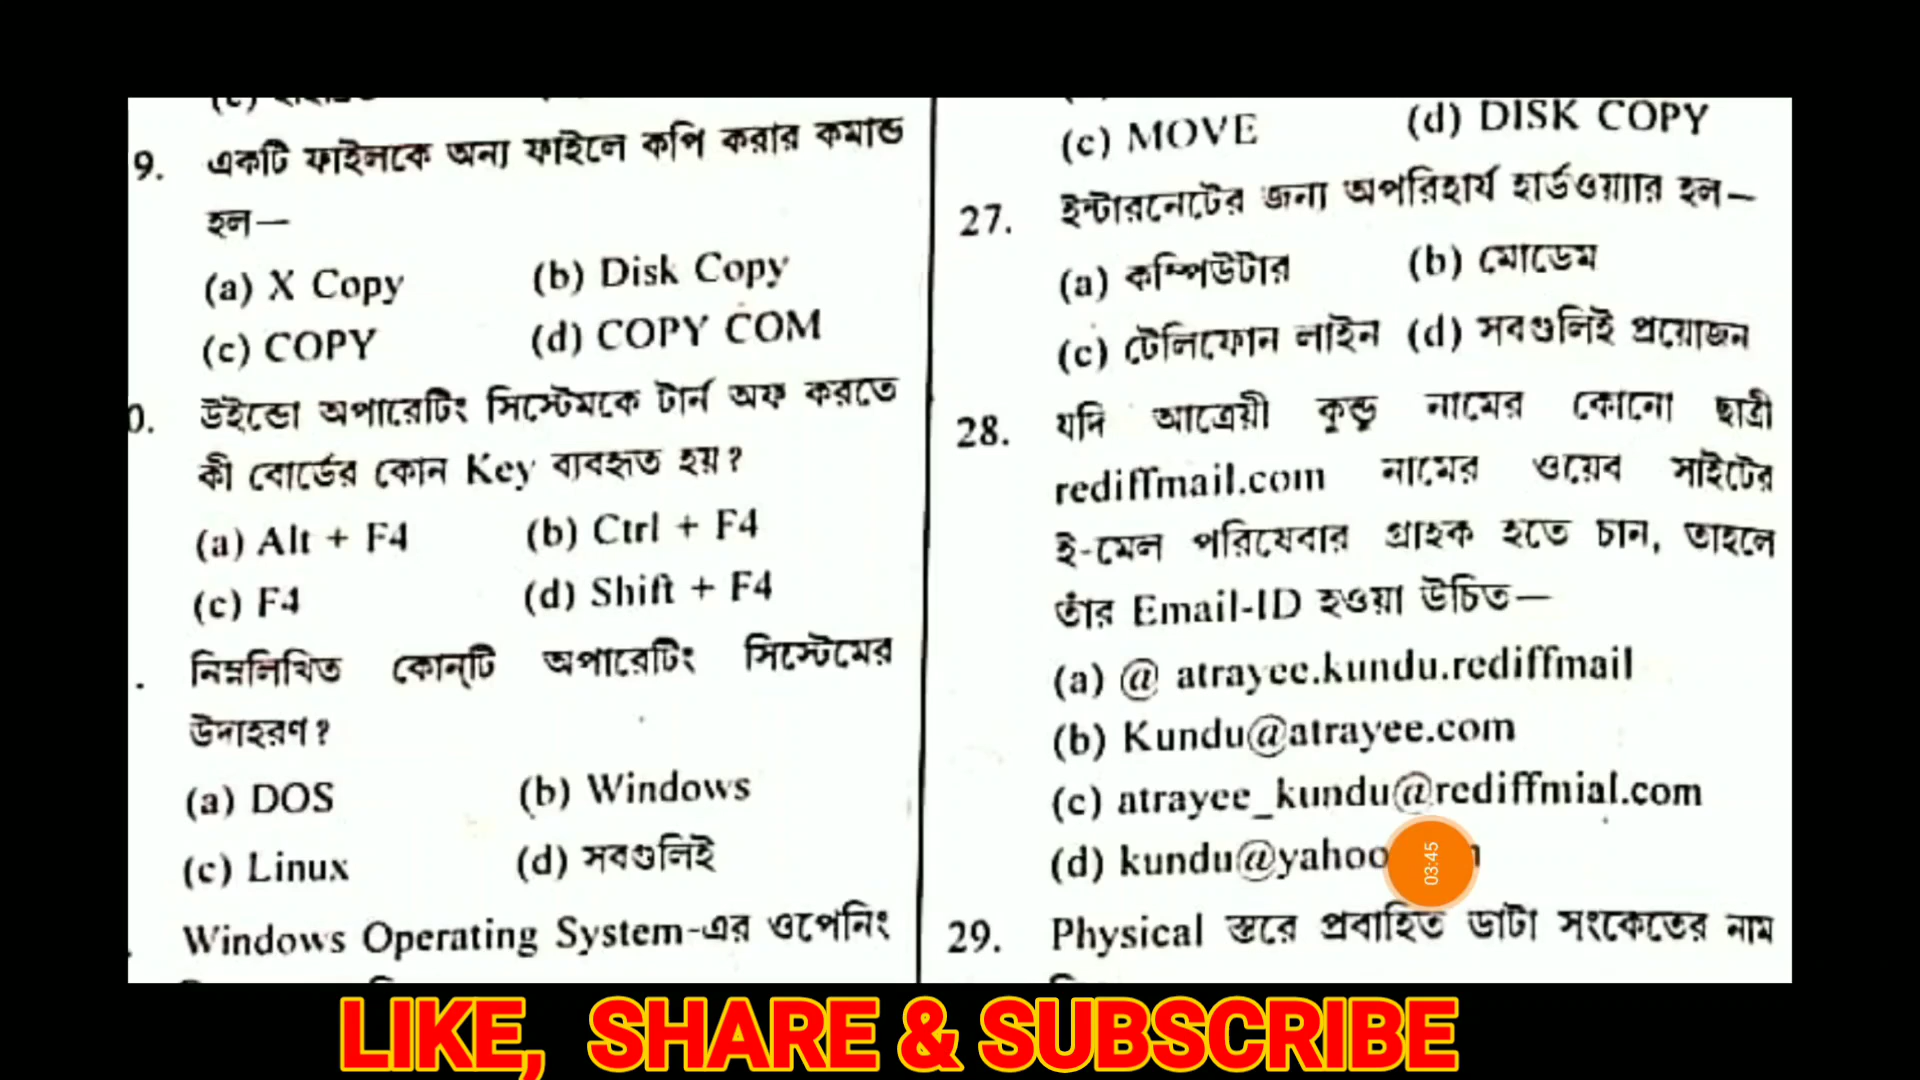 9. একটি ফাইলকে অন্য ফাইলে কপি করার কমান্ড
হল—
(a) X Copy (b) Disk Copy
(c) COPY (d) COPY COM
0. উইন্ডো অপারেটিং সিস্টেমকে টার্ন অফ করতে
কী বোর্ডের কোন Key ব্যবহৃত হয়?
(a) Alt + F4 (b) Ctrl + F4
(c) F4 (d) Shift + F4
. নিম্নলিখিত কোন্‌টি অপারেটিং সিস্টেমের
উদাহরণ?
(a) DOS (b) Windows
(c) Linux (d) সবগুলিই
. Windows Operating System-এর ওপেনিং
(c) MOVE (d) DISK COPY
27. ইন্টারনেটের জন্য অপরিহার্য হার্ডওয়্যার হল—
(a) কম্পিউটার (b) মোডেম
(c) টেলিফোন লাইন (d) সবগুলিই প্রয়োজন
28. যদি আত্রেয়ী কুন্ডু নামের কোনো ছাত্রী
rediffmail.com নামের ওয়েব সাইটের
ই-মেল পরিষেবার গ্রাহক হতে চান, তাহলে
তাঁর Email-ID হওয়া উচিত—
(a) @ atrayee.kundu.rediffmail
(b) Kundu@atrayee.com
(c) atrayee_kundu@rediffmial.com
(d) kundu@yahoo
03:45
29. Physical স্তরে প্রবাহিত ডাটা সংকেতের নাম
LIKE, SHARE & SUBSCRIBE